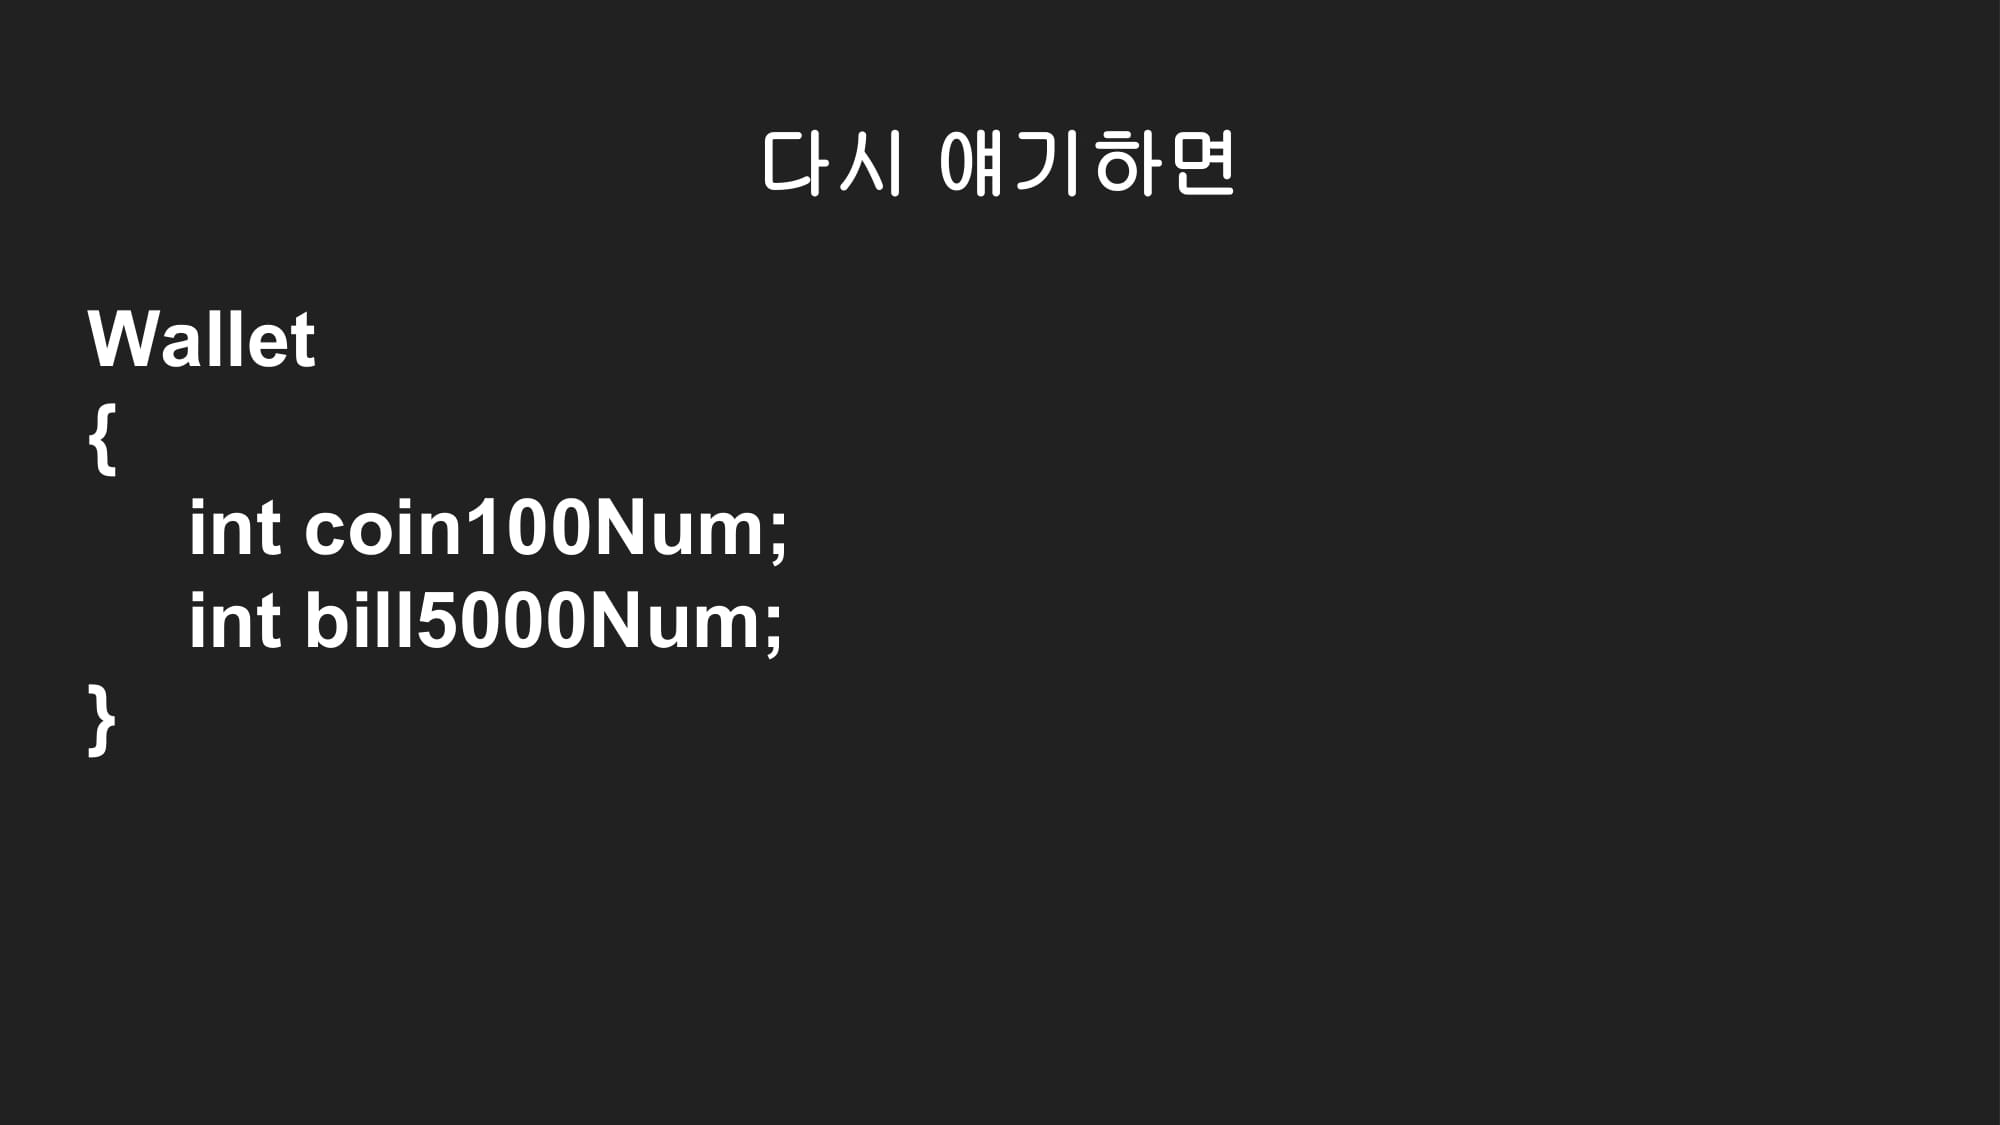 다시 얘기하면
Wallet
{
int coin100Num;
int bill5000Num;
}